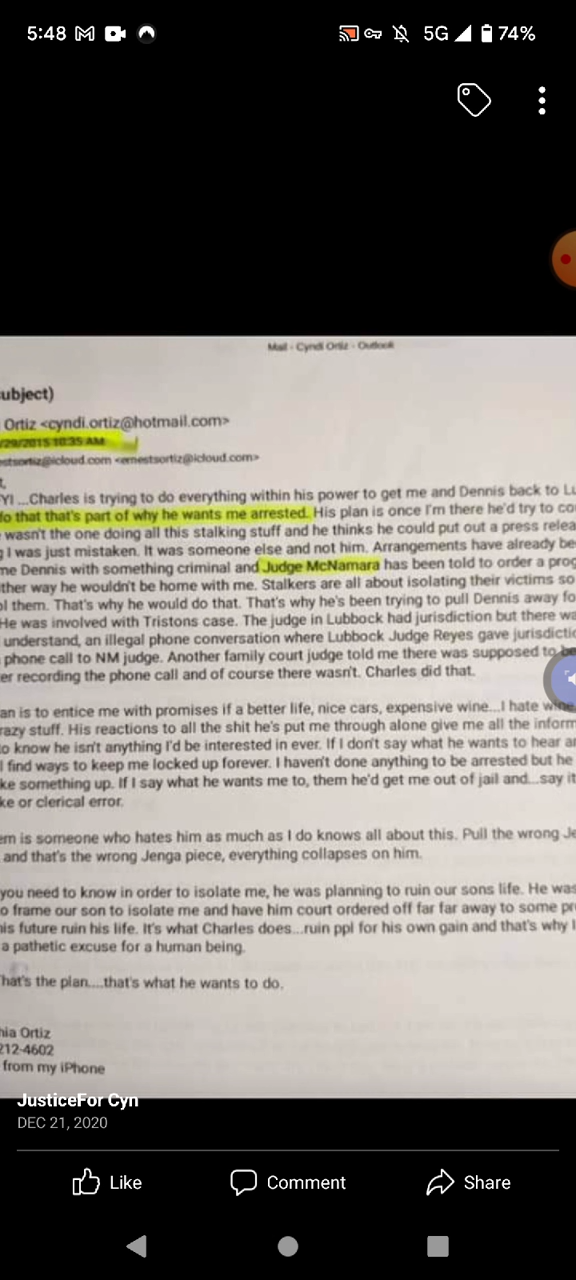 5:48
5G
74%
Mail - Cyndi Ortiz - Outlook
ubject)
Ortiz <cyndi.ortiz@hotmail.com>
/29/2015 10:35 AM
estsortiz@icloud.com <ernestsortiz@icloud.com>
t,
YI ...Charles is trying to do everything within his power to get me and Dennis back to Lu
fo that that's part of why he wants me arrested. His plan is once I'm there he'd try to co
wasn't the one doing all this stalking stuff and he thinks he could put out a press relea
g I was just mistaken. It was someone else and not him. Arrangements have already be
me Dennis with something criminal and Judge McNamara has been told to order a prog
ther way he wouldn't be home with me. Stalkers are all about isolating their victims so
ol them. That's why he would do that. That's why he's been trying to pull Dennis away fo
He was involved with Tristons case. The judge in Lubbock had jurisdiction but there wa
understand, an illegal phone conversation where Lubbock Judge Reyes gave jurisdictio
phone call to NM judge. Another family court judge told me there was supposed to be
er recording the phone call and of course there wasn't. Charles did that.
an is to entice me with promises if a better life, nice cars, expensive wine...I hate wine
razy stuff. His reactions to all the shit he's put me through alone give me all the inform
to know he isn't anything I'd be interested in ever. If I don't say what he wants to hear an
l find ways to keep me locked up forever. I haven't done anything to be arrested but he
ke something up. If I say what he wants me to, them he'd get me out of jail and...say it
ke or clerical error.
em is someone who hates him as much as I do knows all about this. Pull the wrong Je
and that's the wrong Jenga piece, everything collapses on him.
you need to know in order to isolate me, he was planning to ruin our sons life. He was
o frame our son to isolate me and have him court ordered off far far away to some pr
his future ruin his life. It's what Charles does...ruin ppl for his own gain and that's why I
a pathetic excuse for a human being.
hat's the plan....that's what he wants to do.
hia Ortiz
212-4602
from my iPhone
JusticeFor Cyn
DEC 21, 2020
Like
Comment
Share